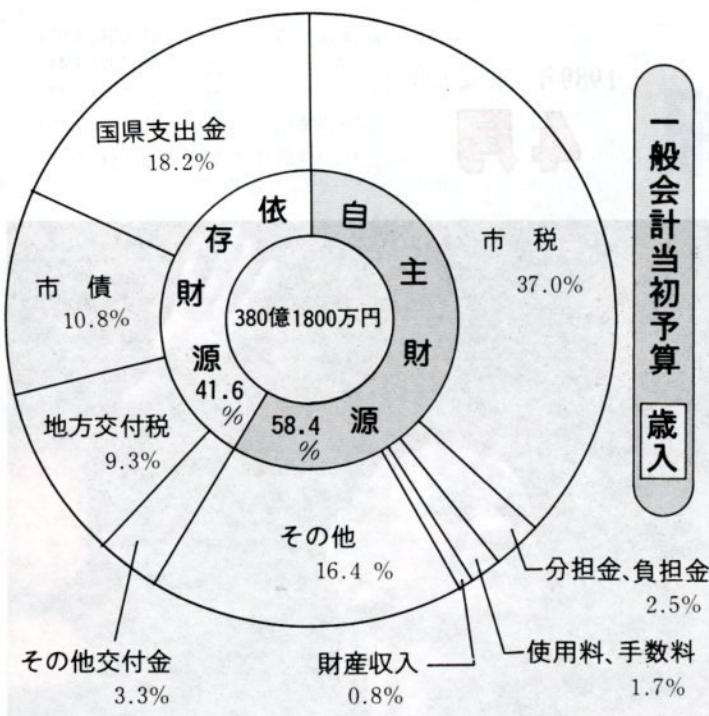 一般会計当初予算 歳入
380億1800万円
自主財源
58.4
%
依存財源
41.6
%
市税
37.0%
分担金、負担金
2.5%
使用料、手数料
1.7%
財産収入
0.8%
その他
16.4 %
その他交付金
3.3%
地方交付税
9.3%
市債
10.8%
国県支出金
18.2%